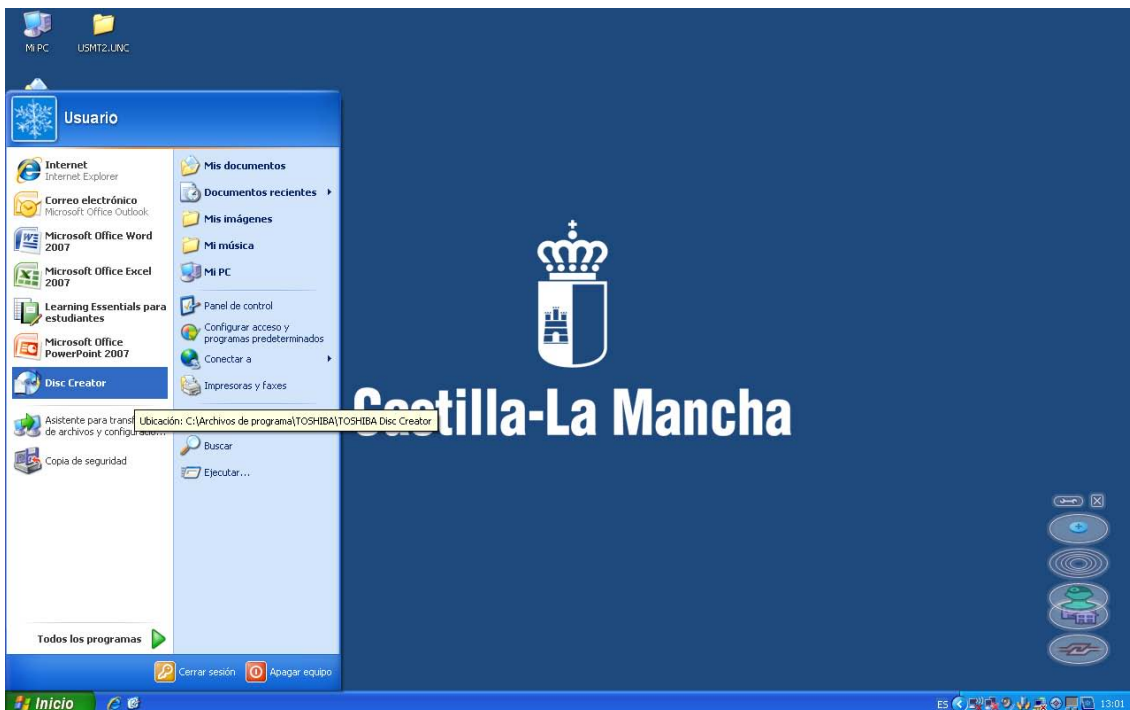 Mi PC
USMT2.UNC
Usuario
Internet
Internet Explorer
Correo electrónico
Microsoft Office Outlook
Microsoft Office Word
2007
Microsoft Office Excel
2007
Learning Essentials para
estudiantes
Microsoft Office
PowerPoint 2007
Disc Creator
Asistente para transf
de archivos y configuració...
Copia de seguridad
Todos los programas
Mis documentos
Documentos recientes
Mis imágenes
Mi música
Mi PC
Panel de control
Configurar acceso y
programas predeterminados
Conectar a
Impresoras y faxes
Ubicación: C:\Archivos de programa\TOSHIBA\TOSHIBA Disc Creator
Buscar
Ejecutar...
Cerrar sesión
Apagar equipo
Castilla-La Mancha
Inicio
ES
13:01